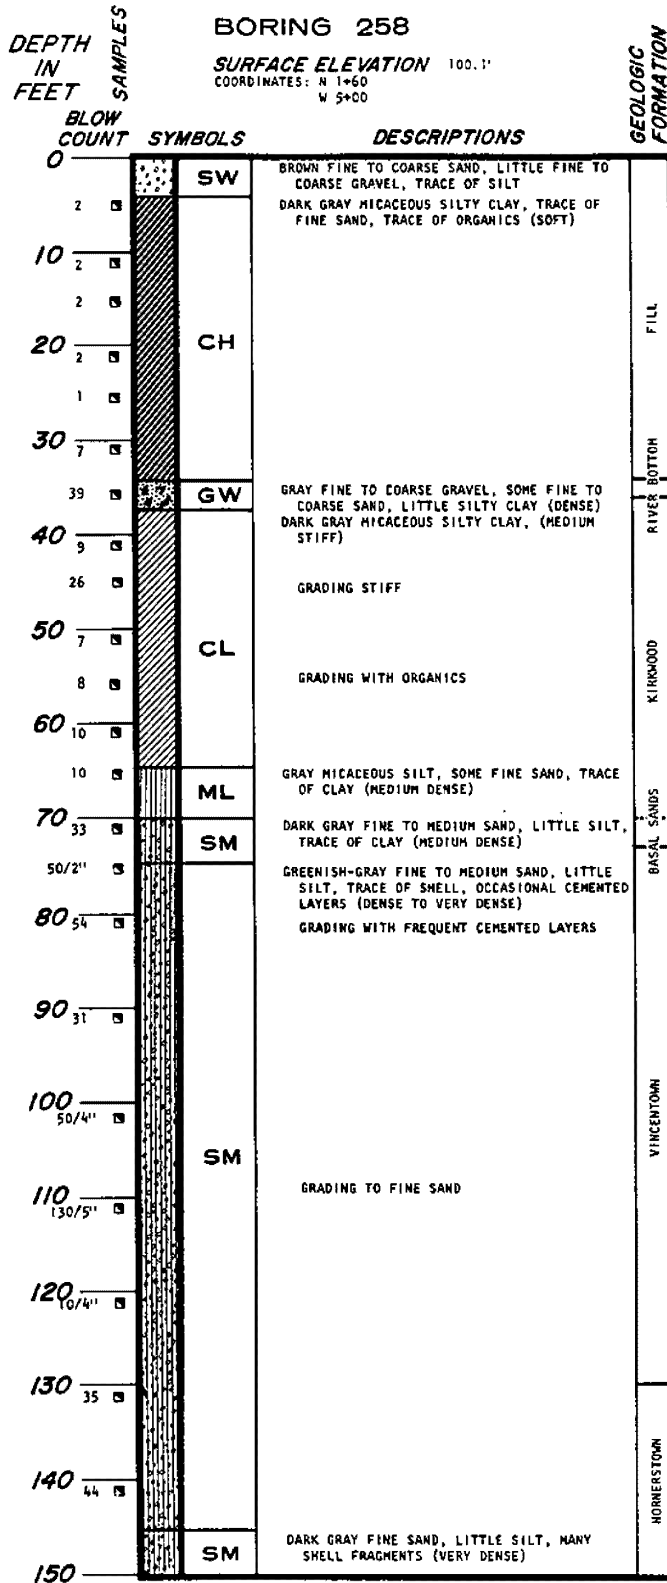 BORING 258
DEPTH
IN
FEET
SAMPLES
SURFACE ELEVATION 100.1'
COORDINATES: N 1+60
W 5+00
GEOLOGIC
FORMATION
BLOW
COUNT SYMBOLS DESCRIPTIONS
0
SW BROWN FINE TO COARSE SAND, LITTLE FINE TO
COARSE GRAVEL, TRACE OF SILT
2 DARK GRAY MICACEOUS SILTY CLAY, TRACE OF
FINE SAND, TRACE OF ORGANICS (SOFT)
10
2
2
FILL
20
CH
2
1
30
7
RIVER BOTTOM
39 GW GRAY FINE TO COARSE GRAVEL, SOME FINE TO
COARSE SAND, LITTLE SILTY CLAY (DENSE)
DARK GRAY MICACEOUS SILTY CLAY, (MEDIUM
STIFF)
40
9
26 GRADING STIFF
50
7
CL
KIRKWOOD
8 GRADING WITH ORGANICS
60
10
10 GRAY MICACEOUS SILT, SOME FINE SAND, TRACE
OF CLAY (MEDIUM DENSE)
ML
70
33 DARK GRAY FINE TO MEDIUM SAND, LITTLE SILT,
TRACE OF CLAY (MEDIUM DENSE)
SM
BASAL SANDS
50/2" GREENISH-GRAY FINE TO MEDIUM SAND, LITTLE
SILT, TRACE OF SHELL, OCCASIONAL CEMENTED
LAYERS (DENSE TO VERY DENSE)
80
54 GRADING WITH FREQUENT CEMENTED LAYERS
90
31
100
50/4"
VINCENTOWN
SM
GRADING TO FINE SAND
110
130/5"
120
10/4"
130
35
HORNERSTOWN
140
44
SM DARK GRAY FINE SAND, LITTLE SILT, MANY
SHELL FRAGMENTS (VERY DENSE)
150